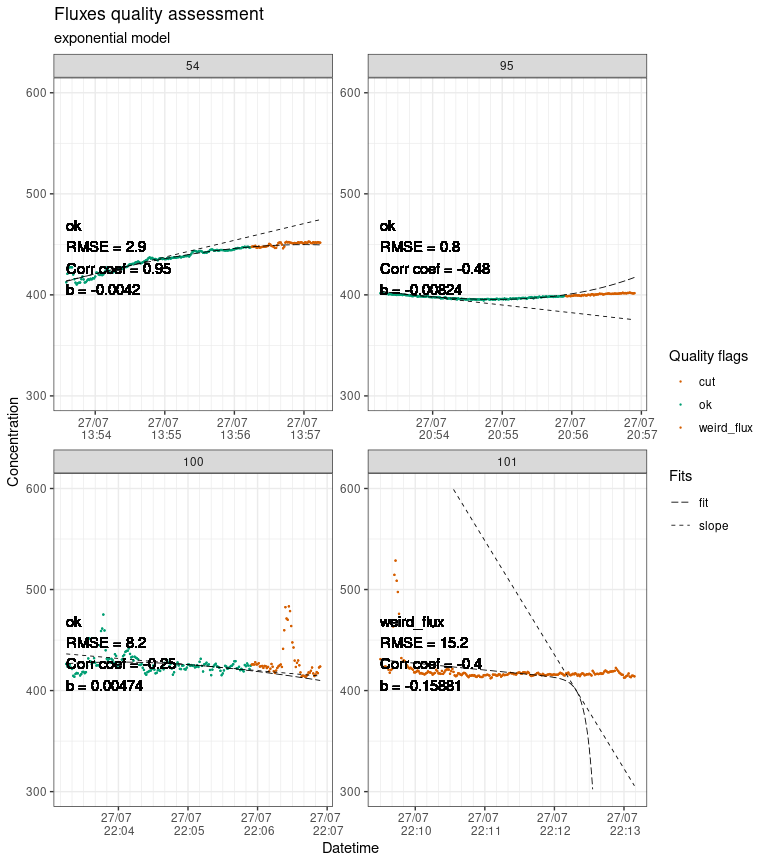 Fluxes quality assessment
exponential model
54
95
600
500
400
300
ok
RMSE = 2.9
Corr coef = 0.95
b = -0.0042
27/07 27/07 27/07 27/07
13:54 13:55 13:56 13:57
600
500
400
300
ok
RMSE = 0.8
Corr coef = -0.48
b = -0.00824
27/07 27/07 27/07 27/07
20:54 20:55 20:56 20:57
100
101
600
500
400
300
ok
RMSE = 8.2
Corr coef = -0.25
b = 0.00474
27/07 27/07 27/07 27/07
22:04 22:05 22:06 22:07
600
500
400
300
weird_flux
RMSE = 15.2
Corr coef = -0.4
b = -0.15881
27/07 27/07 27/07 27/07
22:10 22:11 22:12 22:13
Concentration
Datetime
Quality flags
cut
ok
weird_flux
Fits
fit
slope